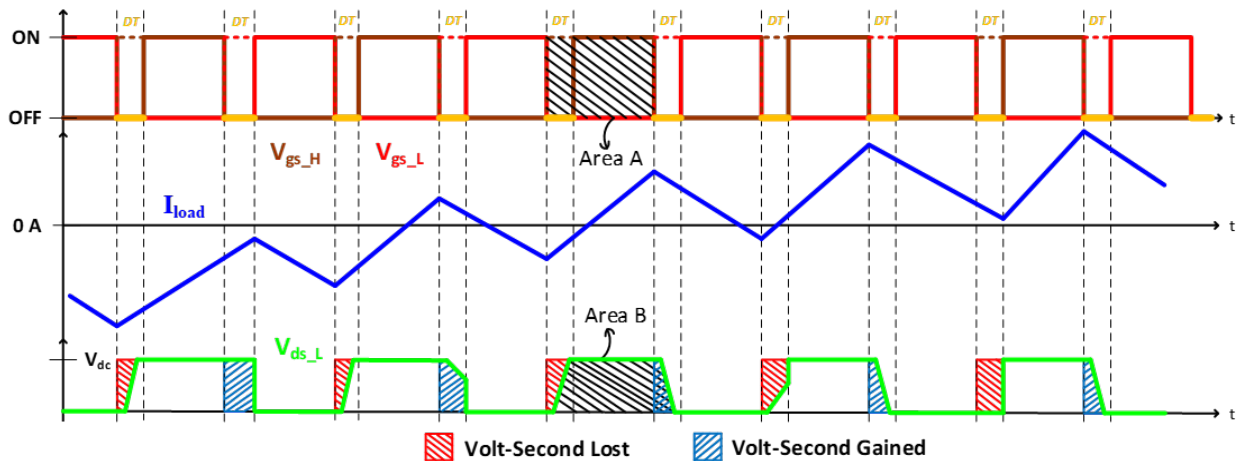 DT DT DT DT DT DT DT DT DT DT
ON
OFF
t
V_gs_H V_gs_L
Area A
I_load
0 A
t
Area B
V_dc
V_ds_L
t
Volt-Second Lost Volt-Second Gained